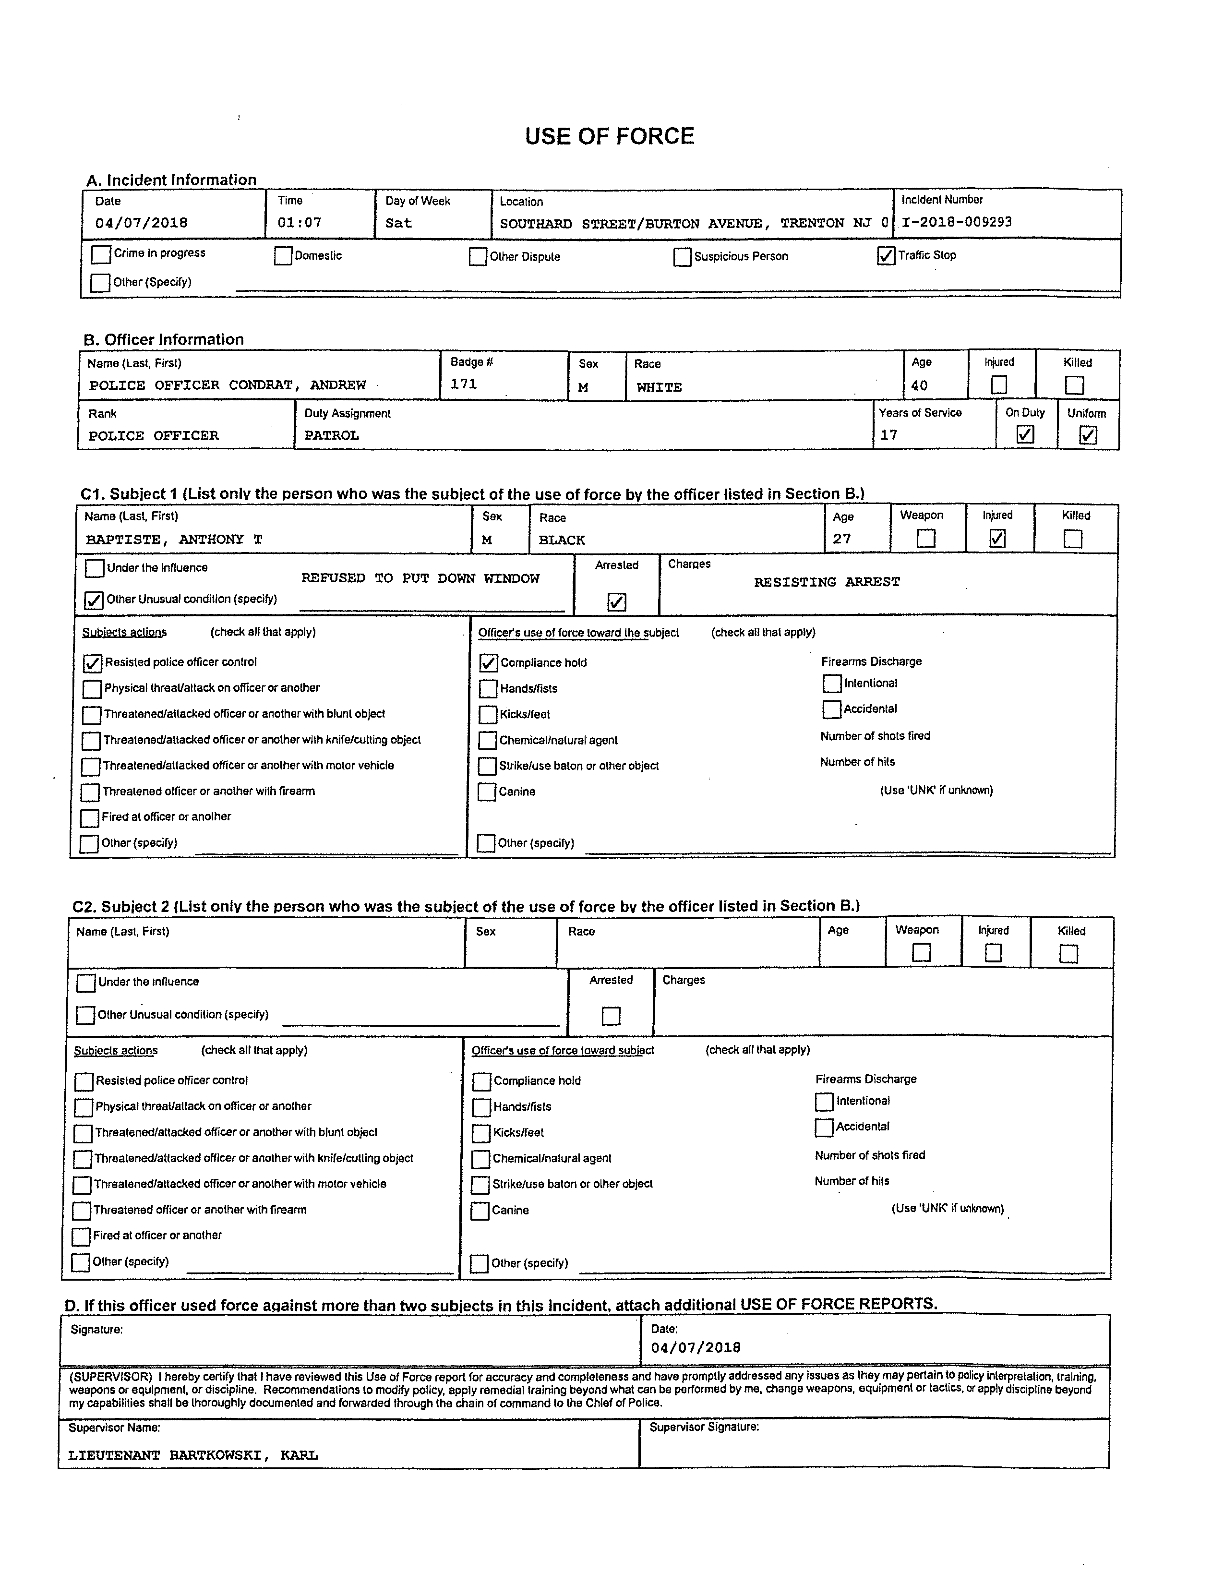 USE OF FORCE
A. Incident Information
Date Time Day of Week Location Incident Number
04/07/2018 01:07 Sat SOUTHARD STREET/BURTON AVENUE, TRENTON NJ 0 I-2018-009293
Crime in progress Domestic Other Dispute Suspicious Person Traffic Stop
Other (Specify)
B. Officer Information
Name (Last, First) Badge # Sex Race Age Injured Killed
POLICE OFFICER CONDRAT, ANDREW 171 M WHITE 40
Rank Duty Assignment Years of Service On Duty Uniform
POLICE OFFICER PATROL 17
C1. Subject 1 (List only the person who was the subject of the use of force by the officer listed in Section B.)
Name (Last, First) Sex Race Age Weapon Injured Killed
BAPTISTE, ANTHONY T M BLACK 27
Under the influence Arrested Charges
REFUSED TO PUT DOWN WINDOW RESISTING ARREST
Other Unusual condition (specify)
Subjects actions (check all that apply) Officer's use of force toward the subject (check all that apply)
Resisted police officer control Compliance hold Firearms Discharge
Physical threat/attack on officer or another Hands/fists Intentional
Threatened/attacked officer or another with blunt object Kicks/feet Accidental
Threatened/attacked officer or another with knife/cutting object Chemical/natural agent Number of shots fired
Threatened/attacked officer or another with motor vehicle Strike/use baton or other object Number of hits
Threatened officer or another with firearm Canine (Use 'UNK' if unknown)
Fired at officer or another
Other (specify) Other (specify)
C2. Subject 2 (List only the person who was the subject of the use of force by the officer listed in Section B.)
Name (Last, First) Sex Race Age Weapon Injured Killed
Under the influence Arrested Charges
Other Unusual condition (specify)
Subjects actions (check all that apply) Officer's use of force toward subject (check all that apply)
Resisted police officer control Compliance hold Firearms Discharge
Physical threat/attack on officer or another Hands/fists Intentional
Threatened/attacked officer or another with blunt object Kicks/feet Accidental
Threatened/attacked officer or another with knife/cutting object Chemical/natural agent Number of shots fired
Threatened/attacked officer or another with motor vehicle Strike/use baton or other object Number of hits
Threatened officer or another with firearm Canine (Use 'UNK' if unknown)
Fired at officer or another
Other (specify) Other (specify)
D. If this officer used force against more than two subjects in this incident, attach additional USE OF FORCE REPORTS.
Signature: Date:
04/07/2018
(SUPERVISOR) I hereby certify that I have reviewed this Use of Force report for accuracy and completeness and have promptly addressed any issues as they may pertain to policy interpretation, training,
weapons or equipment, or discipline. Recommendations to modify policy, apply remedial training beyond what can be performed by me, change weapons, equipment or tactics, or apply discipline beyond
my capabilities shall be thoroughly documented and forwarded through the chain of command to the Chief of Police.
Supervisor Name: Supervisor Signature:
LIEUTENANT BARTKOWSKI, KARL